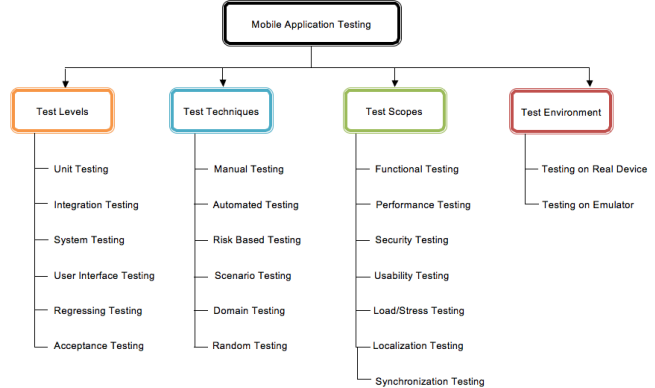 Mobile Application Testing
Test Levels
Unit Testing
Integration Testing
System Testing
User Interface Testing
Regressing Testing
Acceptance Testing
Test Techniques
Manual Testing
Automated Testing
Risk Based Testing
Scenario Testing
Domain Testing
Random Testing
Test Scopes
Functional Testing
Performance Testing
Security Testing
Usability Testing
Load/Stress Testing
Localization Testing
Synchronization Testing
Test Environment
Testing on Real Device
Testing on Emulator